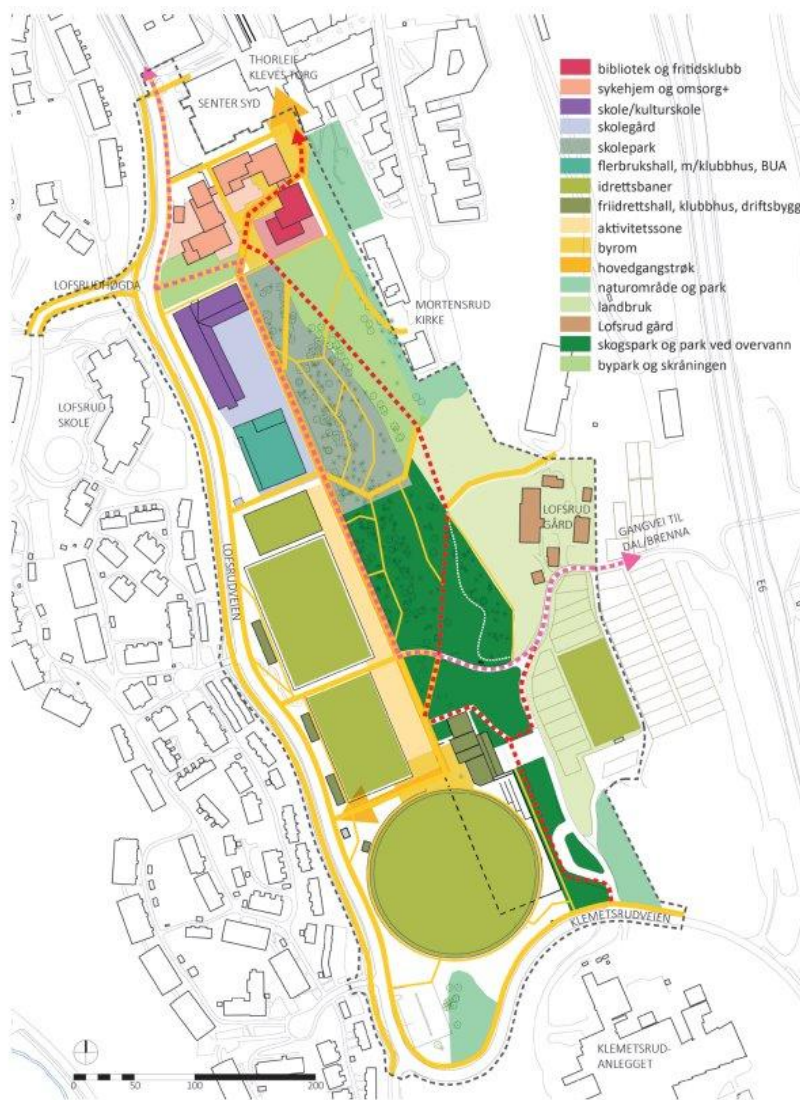 THORLEIF
KLEVES TORG
SENTER SYD
bibliotek og fritidsklubb
sykehjem og omsorg+
skole/kulturskole
skolegård
skolepark
flerbrukshall, m/klubbhus, BUA
idrettsbaner
friidrettshall, klubbhus, driftsbygg
aktivitetssone
byrom
hovedgangstrøk
naturområde og park
landbruk
Lofsrud gård
skogspark og park ved overvann
bypark og skråningen
LOFSRUDHØGDA
MORTENSRUD
KIRKE
LOFSRUD
SKOLE
LOFSRUD
GÅRD
GANGVEI TIL
DAL/BRENNA
LOFSRUDVEIEN
E6
KLEMETSRUDVEIEN
KLEMETSRUD-
ANLEGGET
0 50 100 200